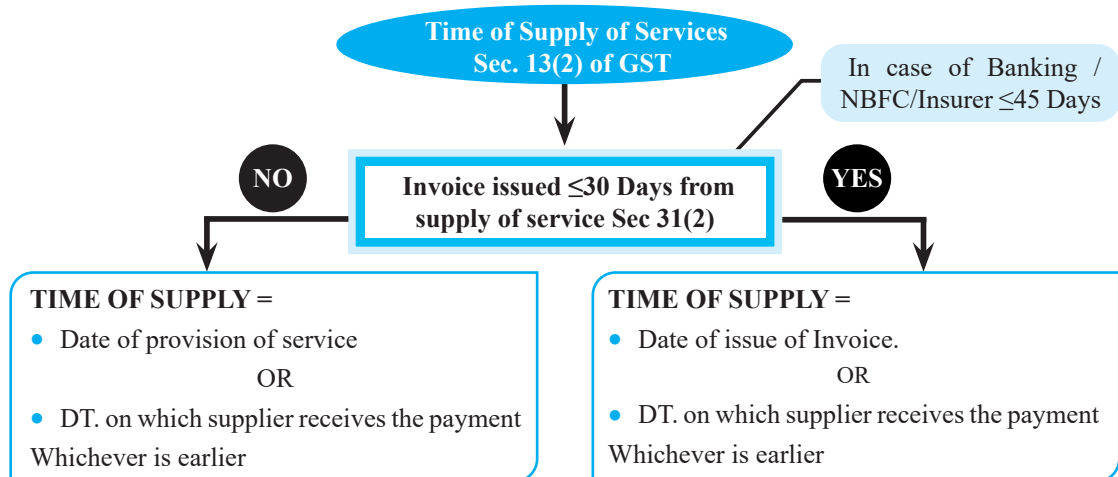 Time of Supply of Services
Sec. 13(2) of GST
In case of Banking /
NBFC/Insurer ≤45 Days
NO
Invoice issued ≤30 Days from
supply of service Sec 31(2)
YES
TIME OF SUPPLY =
• Date of provision of service
OR
• DT. on which supplier receives the payment
Whichever is earlier
TIME OF SUPPLY =
• Date of issue of Invoice.
OR
• DT. on which supplier receives the payment
Whichever is earlier